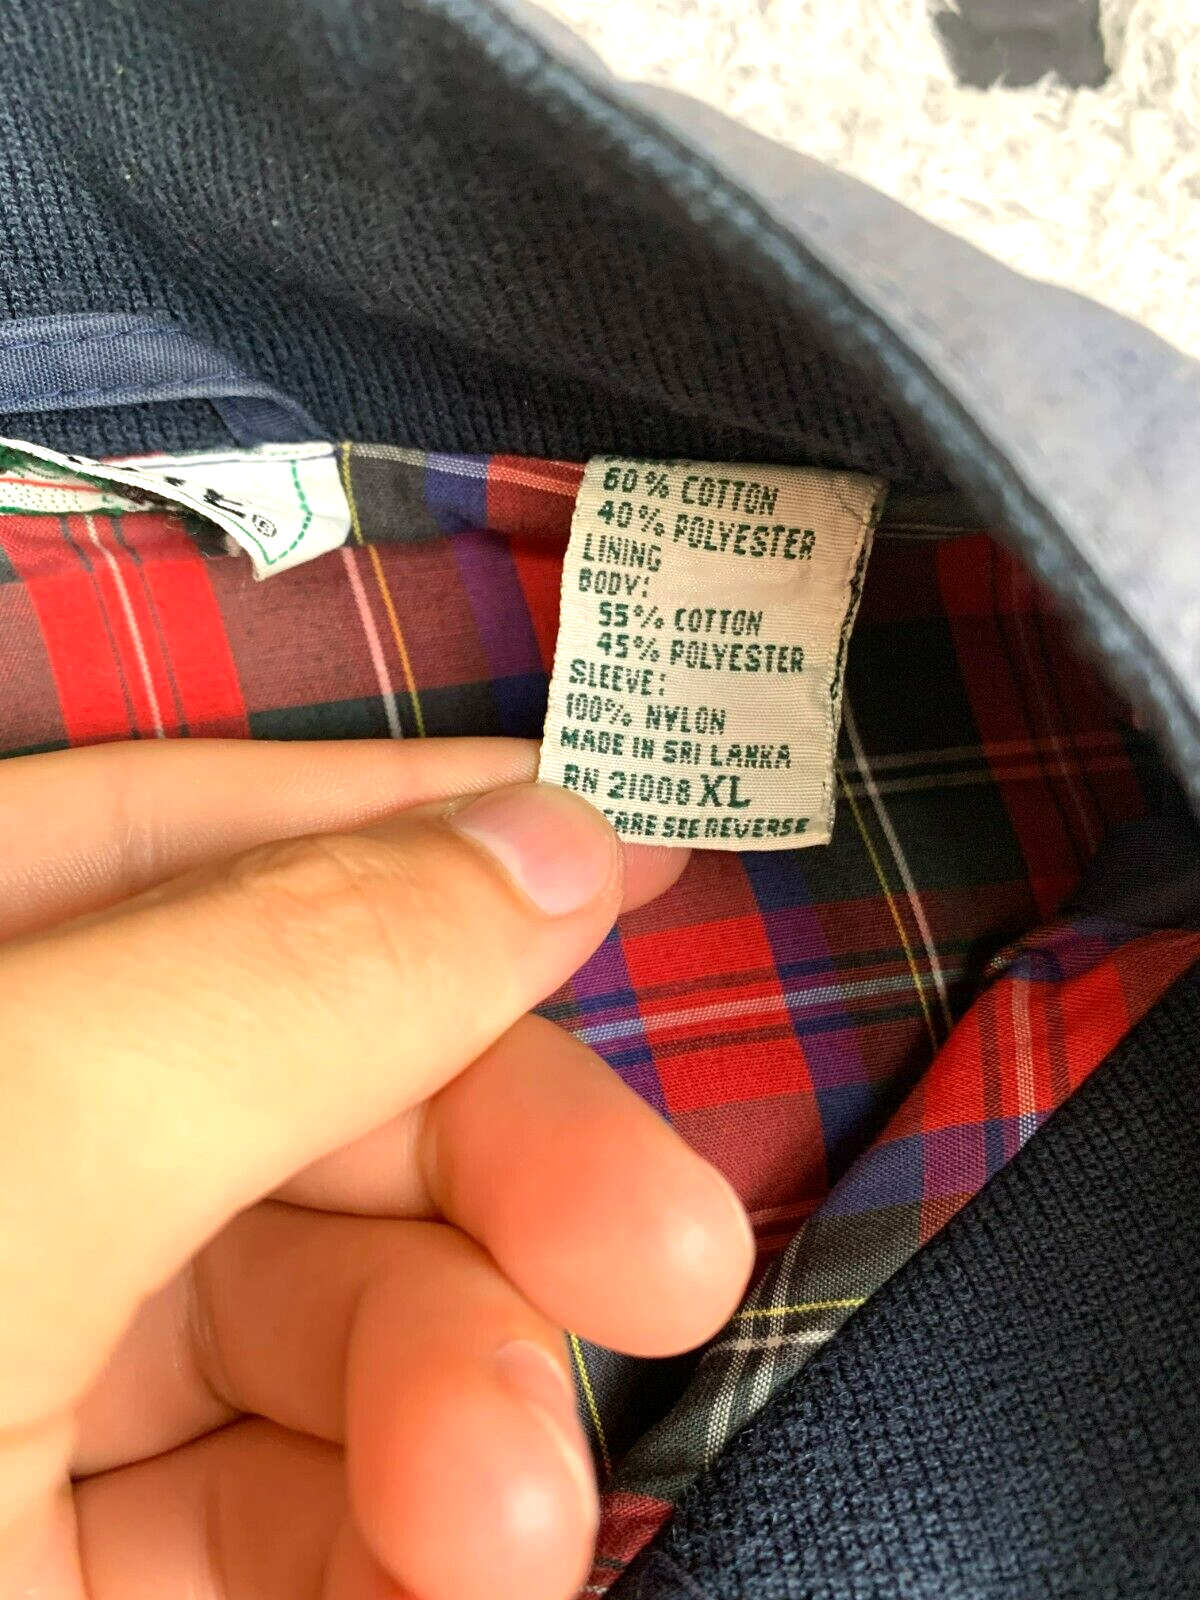 60% COTTON
40% POLYESTER
LINING
BODY:
55% COTTON
45% POLYESTER
SLEEVE:
100% NYLON
MADE IN SRI LANKA
RN 21008 XL
SEE REVERSE
®